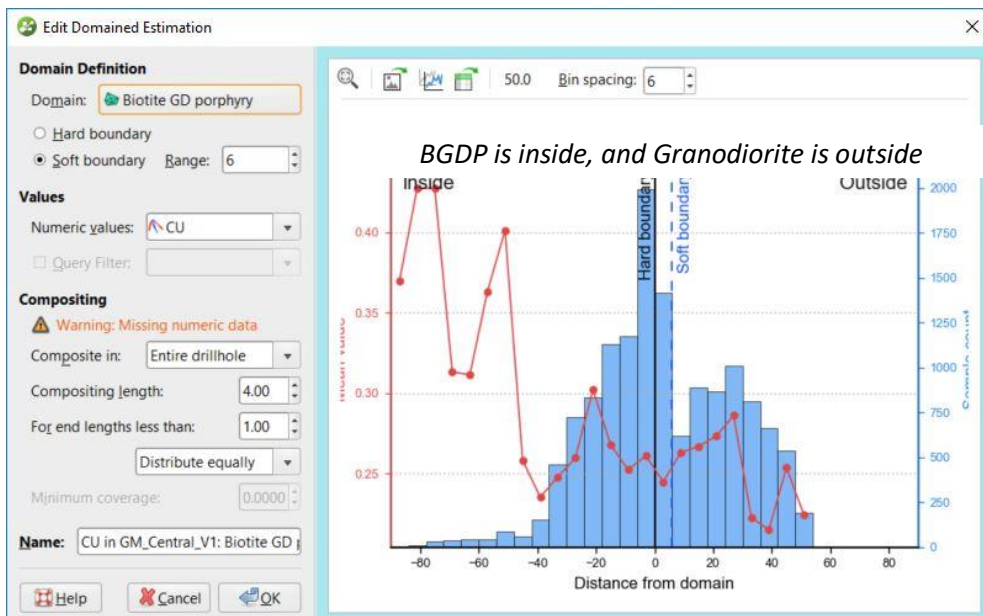 Edit Domained Estimation
Domain Definition
Domain: Biotite GD porphyry
Hard boundary
Soft boundary Range: 6
Values
Numeric values: CU
Query Filter:
Compositing
Warning: Missing numeric data
Composite in: Entire drillhole
Compositing length: 4.00
For end lengths less than: 1.00
Distribute equally
Minimum coverage: 0.0000
Name: CU in GM_Central_V1: Biotite GD
Help Cancel OK
50.0 Bin spacing: 6
BGDP is inside, and Granodiorite is outside
Inside
Outside
Hard boundary
Soft boundary
Mean value
0.40
0.35
0.30
0.25
Sample count
2000
1750
1500
1250
1000
750
500
250
0
-80 -60 -40 -20 0 20 40 60 80
Distance from domain